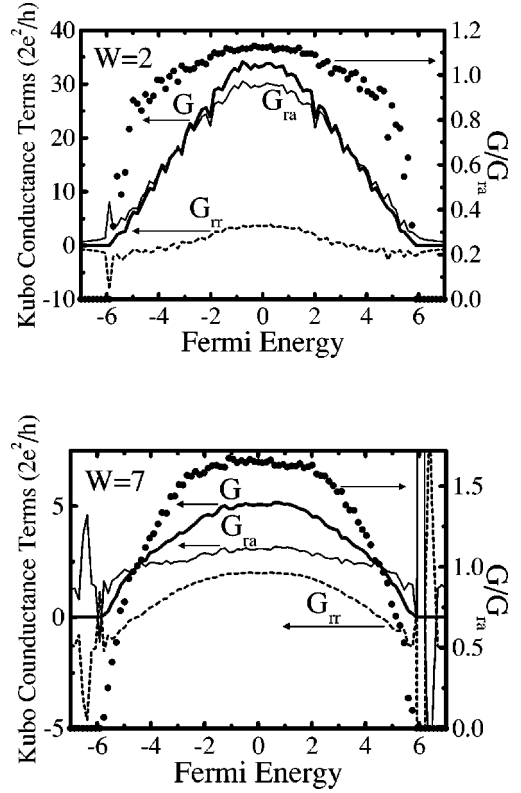 Kubo Conductance Terms (2e²/h)
40
30
20
10
0
-10
W=2
G
G_ra
G_rr
1.2
1.0
0.8
0.6
0.4
0.2
0.0
G/G_ra
-6 -4 -2 0 2 4 6
Fermi Energy
Kubo Counductance Terms (2e²/h)
5
0
-5
W=7
G
G_ra
G_rr
1.5
1.0
0.5
0.0
G/G_ra
-6 -4 -2 0 2 4 6
Fermi Energy